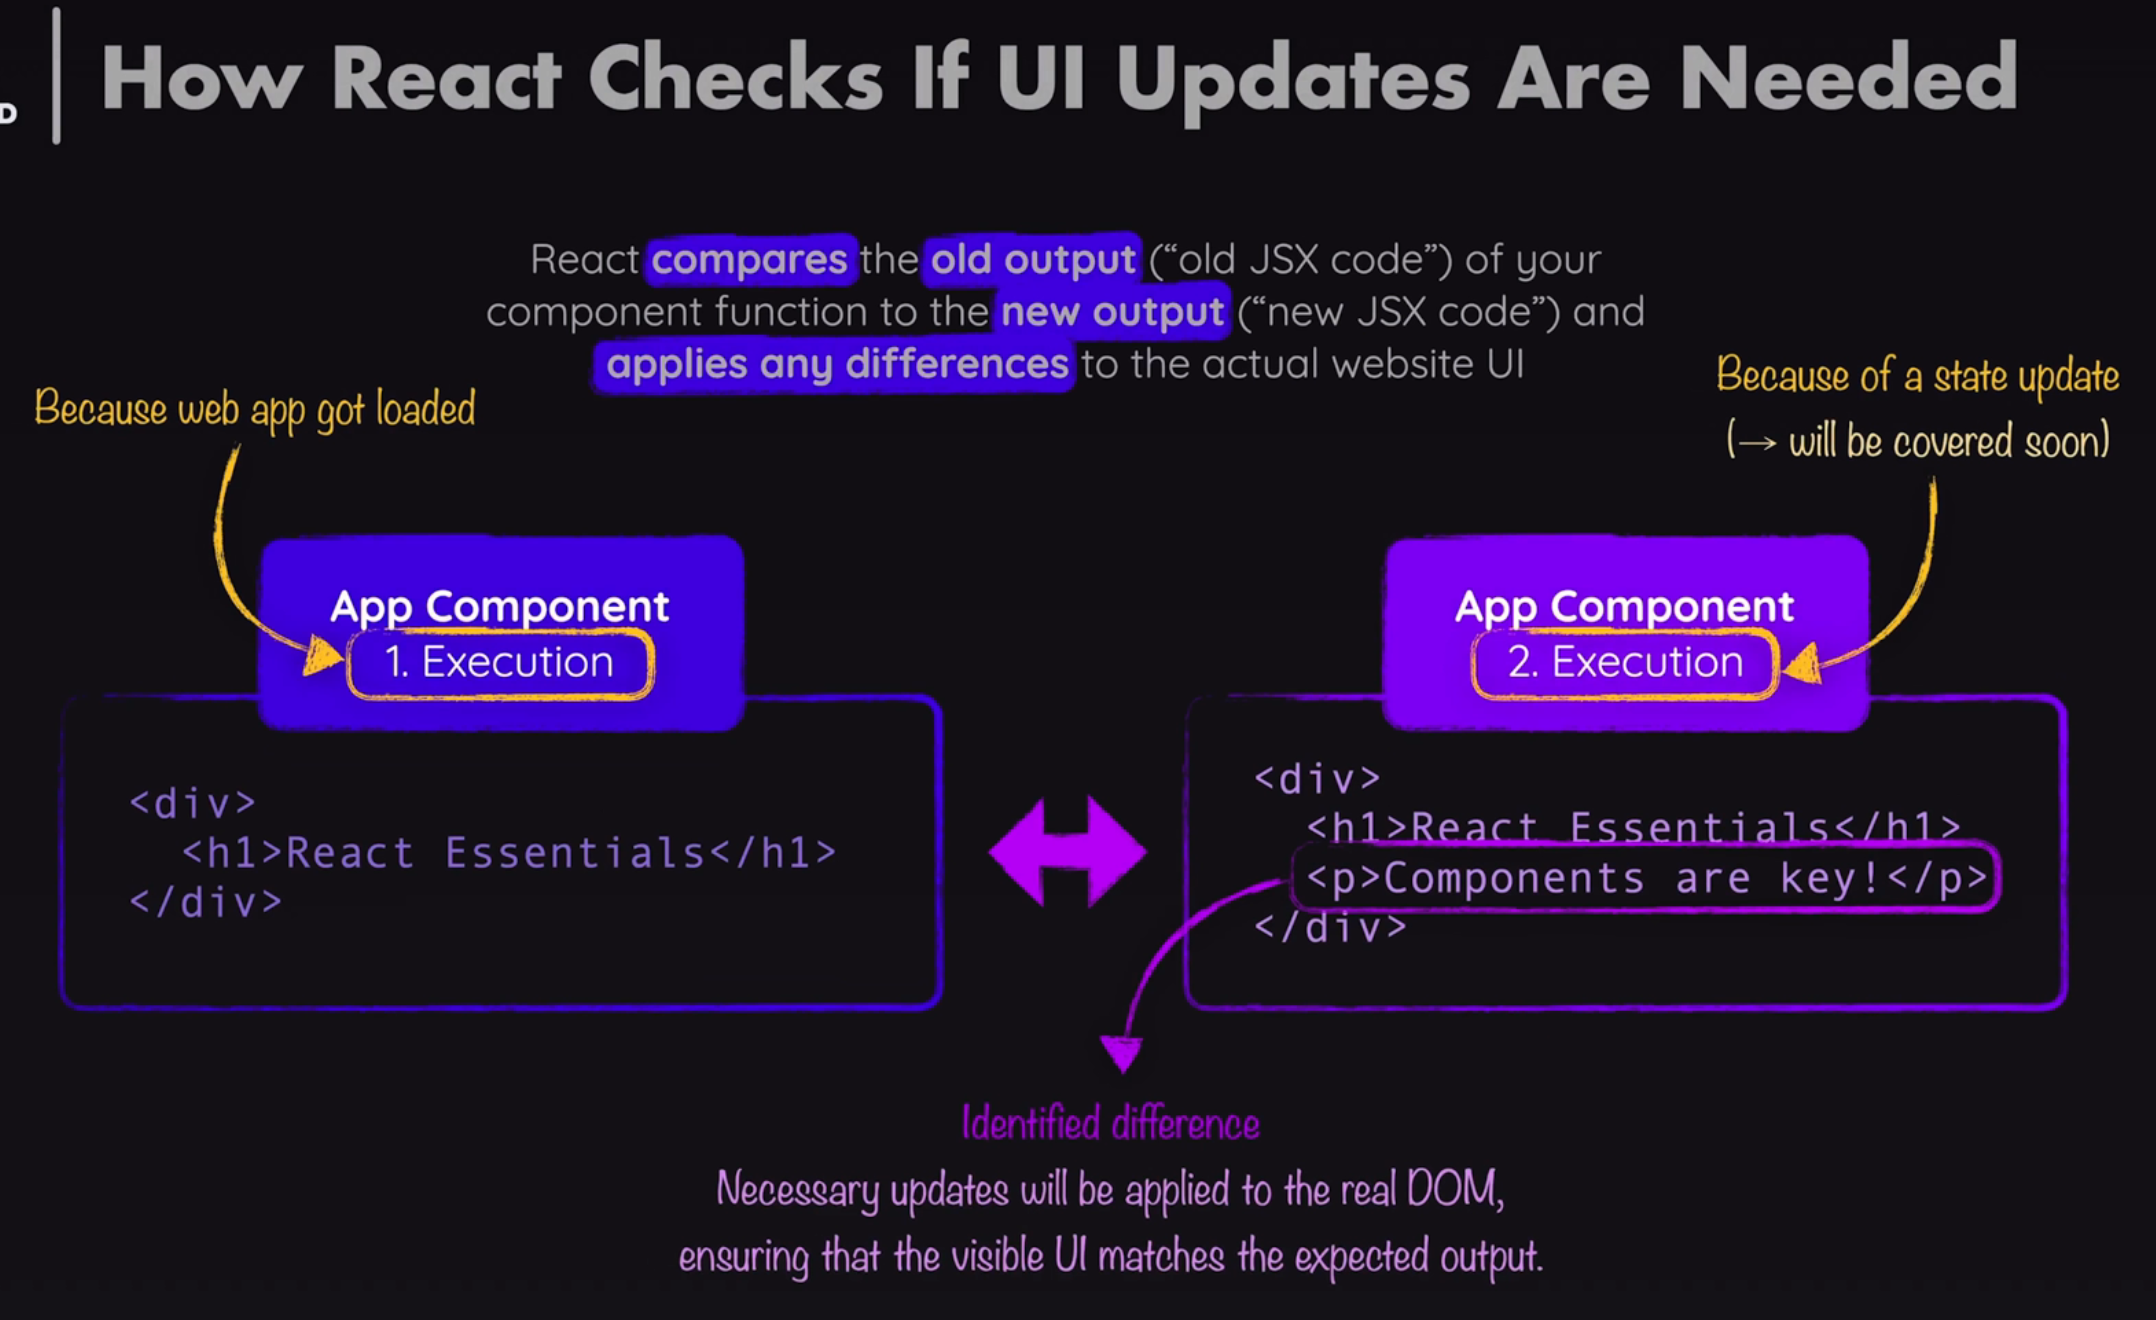 D
How React Checks If UI Updates Are Needed
React compares the old output (“old JSX code”) of your
component function to the new output (“new JSX code”) and
applies any differences to the actual website UI
Because web app got loaded
Because of a state update
(→ will be covered soon)
App Component
1. Execution
<div>
<h1>React Essentials</h1>
</div>
App Component
2. Execution
<div>
<h1>React Essentials</h1>
<p>Components are key!</p>
</div>
Identified difference
Necessary updates will be applied to the real DOM,
ensuring that the visible UI matches the expected output.